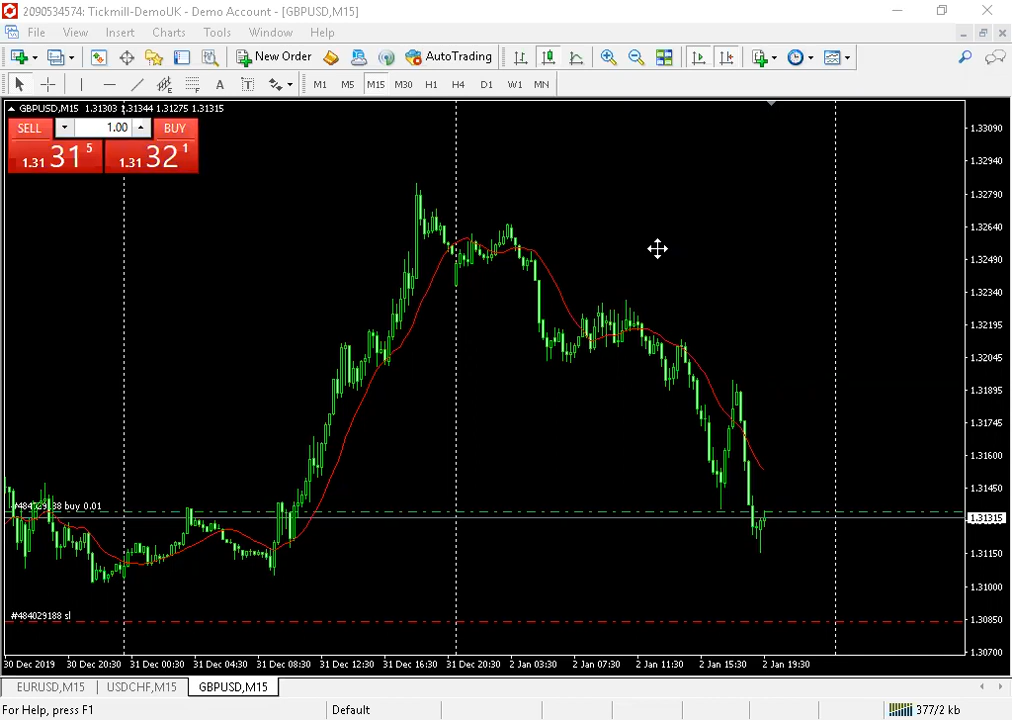 2090534574: Tickmill-DemoUK - Demo Account - [GBPUSD,M15]
File View Insert Format Charts Tools Window Help
New Order AutoTrading
A T M1 M5 M15 M30 H1 H4 D1 W1 MN
GBPUSD,M15 1.31303 1.31344 1.31275 1.31315
SELL 1.00 BUY
1.31 31 5 1.31 32 1
1.33090
1.32940
1.32790
1.32640
1.32490
1.32340
1.32195
1.32045
1.31895
1.31745
1.31600
1.31450
buy 0.01
1.31315
1.31150
1.31000
#484029188 sl
1.30850
1.30700
30 Dec 2019 30 Dec 20:30 31 Dec 00:30 31 Dec 04:30 31 Dec 08:30 31 Dec 12:30 31 Dec 16:30 31 Dec 20:30 2 Jan 03:30 2 Jan 07:30 2 Jan 11:30 2 Jan 15:30 2 Jan 19:30
EURUSD,M15 USDCHF,M15 GBPUSD,M15
For Help, press F1 Default 377/2 kb